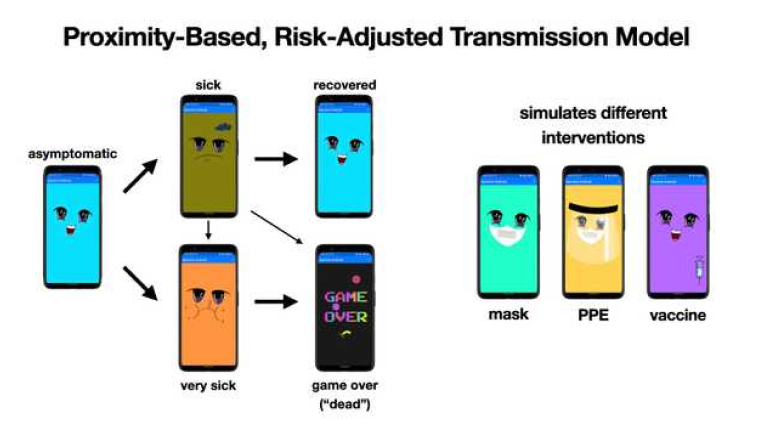 Proximity-Based, Risk-Adjusted Transmission Model
sick
recovered
asymptomatic
simulates different
interventions
GAME
OVER
mask
PPE
vaccine
very sick
game over
("dead")